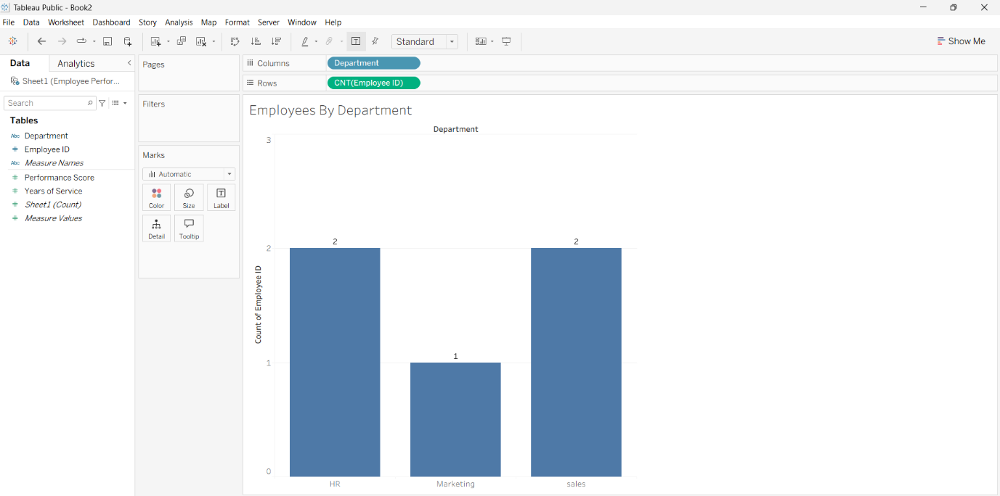 Tableau Public - Book2
File Data Worksheet Dashboard Story Analysis Map Format Server Window Help
Standard
Show Me
Data Analytics
Sheet1 (Employee Perfor...
Search
Tables
Abc Department
# Employee ID
Abc Measure Names
# Performance Score
# Years of Service
# Sheet1 (Count)
# Measure Values
Pages
Filters
Marks
Automatic
Color Size Label
Detail Tooltip
Columns Department
Rows CNT(Employee ID)
Employees By Department
Department
3
2
1
0
Count of Employee ID
2
1
2
HR Marketing sales